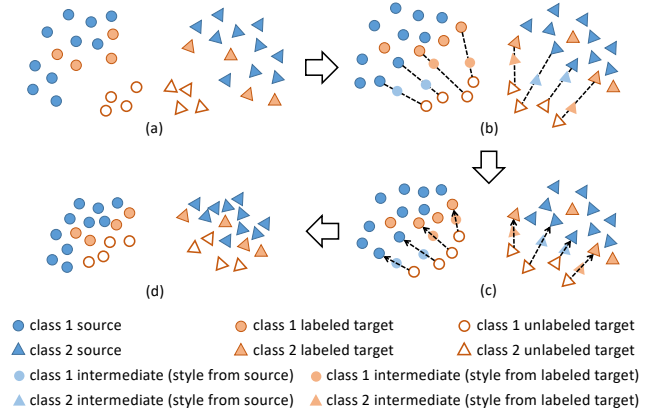 (a)
(b)
(d)
(c)
class 1 source
class 1 labeled target
class 1 unlabeled target
class 2 source
class 2 labeled target
class 2 unlabeled target
class 1 intermediate (style from source)
class 1 intermediate (style from labeled target)
class 2 intermediate (style from source)
class 2 intermediate (style from labeled target)